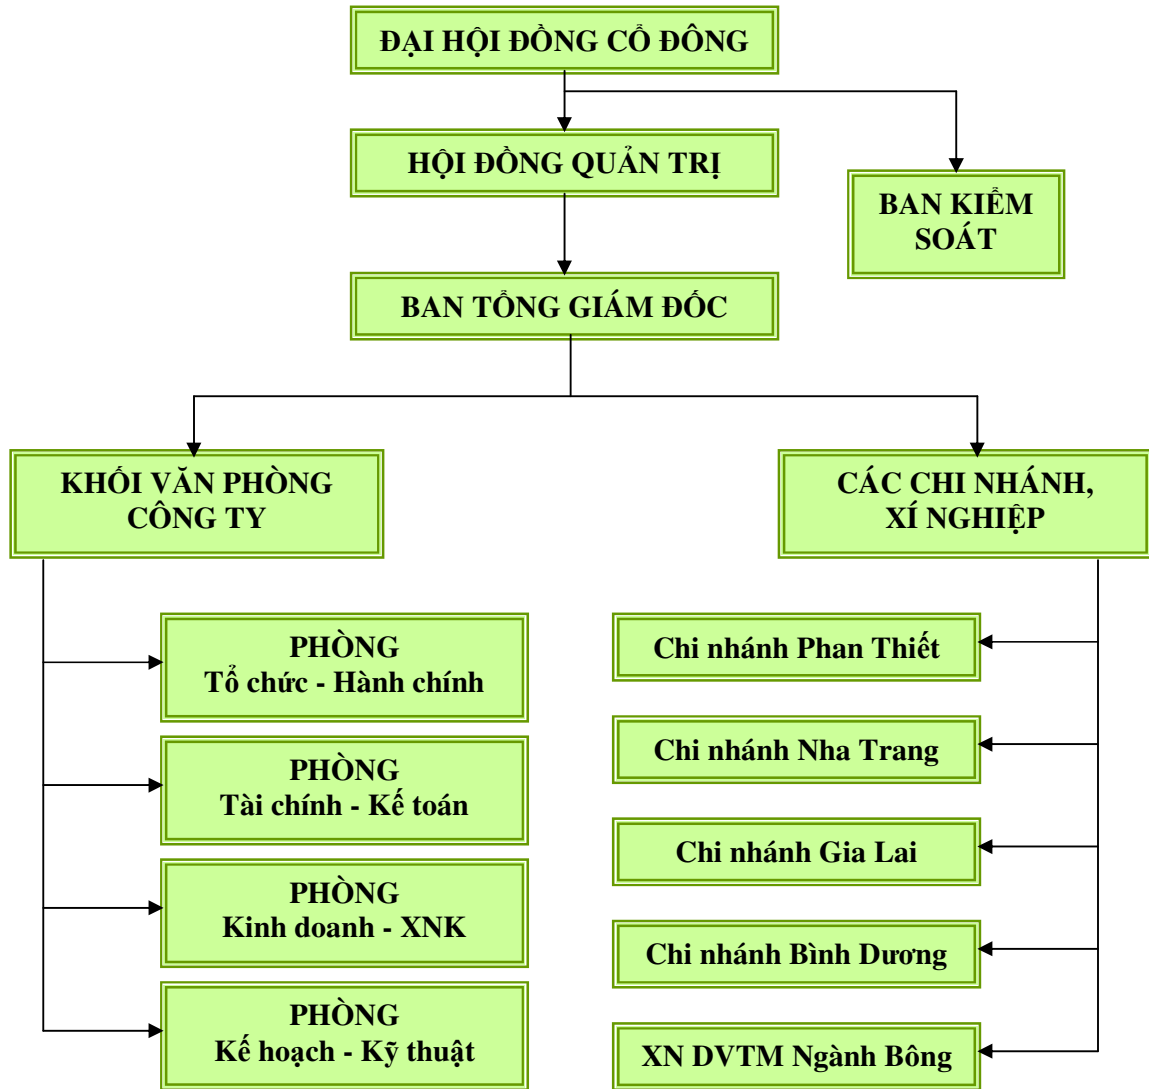 ĐẠI HỘI ĐỒNG CỔ ĐÔNG
HỘI ĐỒNG QUẢN TRỊ
BAN KIỂM
SOÁT
BAN TỔNG GIÁM ĐỐC
KHỐI VĂN PHÒNG
CÔNG TY
CÁC CHI NHÁNH,
XÍ NGHIỆP
PHÒNG
Tổ chức - Hành chính
PHÒNG
Tài chính - Kế toán
PHÒNG
Kinh doanh - XNK
PHÒNG
Kế hoạch - Kỹ thuật
Chi nhánh Phan Thiết
Chi nhánh Nha Trang
Chi nhánh Gia Lai
Chi nhánh Bình Dương
XN DVTM Ngành Bông